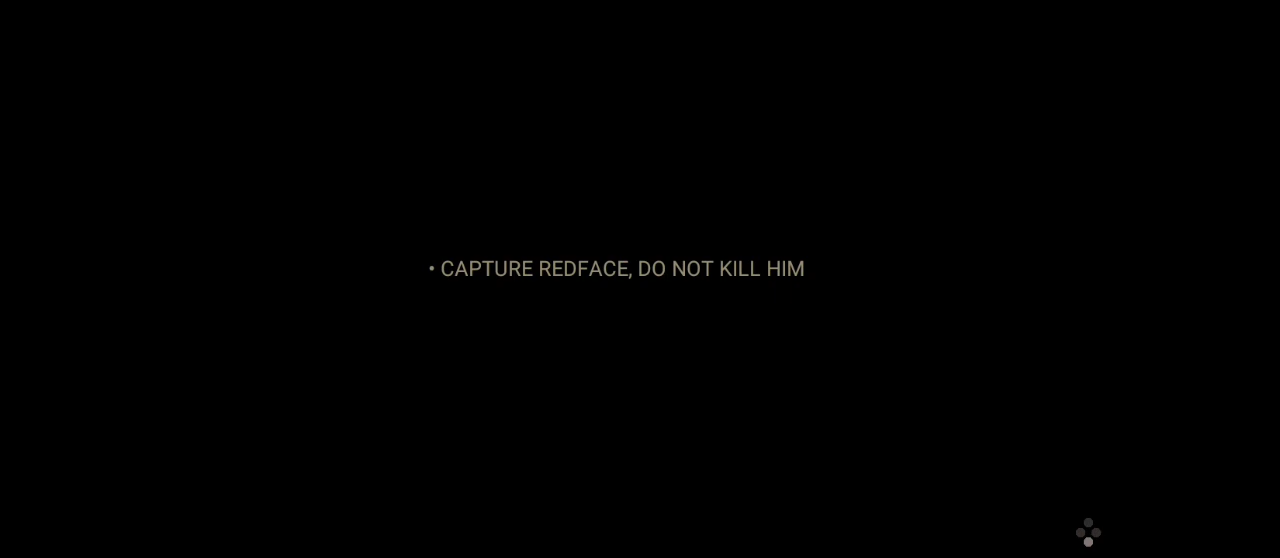 • CAPTURE REDFACE, DO NOT KILL HIM